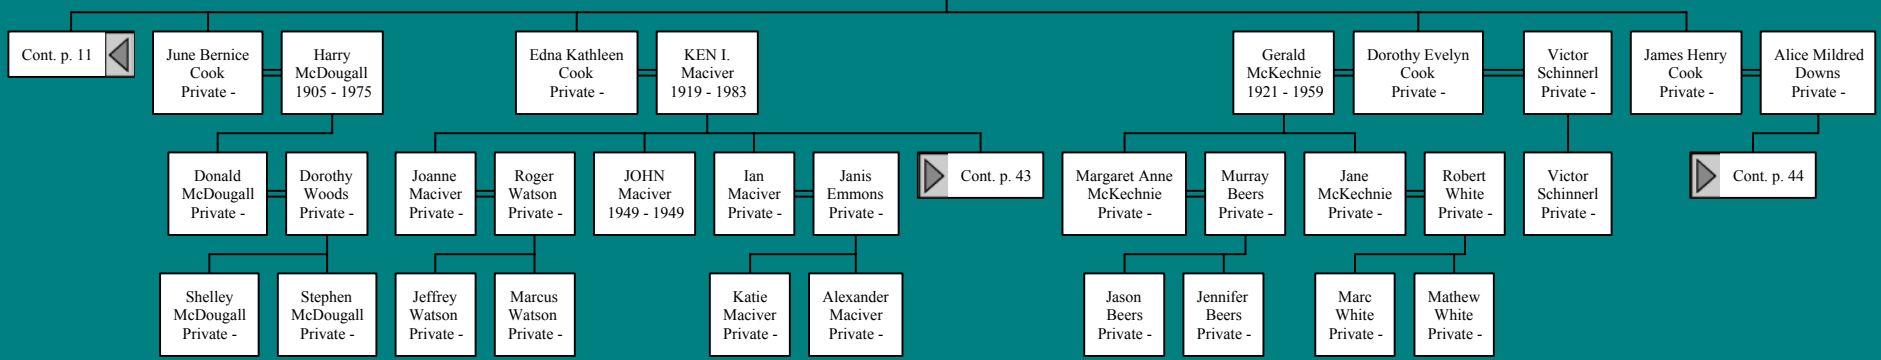 Cont. p. 11
June Bernice
Cook
Private -
Harry
McDougall
1905 - 1975
Edna Kathleen
Cook
Private -
KEN I.
Maciver
1919 - 1983
Gerald
McKechnie
1921 - 1959
Dorothy Evelyn
Cook
Private -
Victor
Schinnerl
Private -
James Henry
Cook
Private -
Alice Mildred
Downs
Private -
Donald
McDougall
Private -
Dorothy
Woods
Private -
Joanne
Maciver
Private -
Roger
Watson
Private -
JOHN
Maciver
1949 - 1949
Ian
Maciver
Private -
Janis
Emmons
Private -
Cont. p. 43
Margaret Anne
McKechnie
Private -
Murray
Beers
Private -
Jane
McKechnie
Private -
Robert
White
Private -
Victor
Schinnerl
Private -
Cont. p. 44
Shelley
McDougall
Private -
Stephen
McDougall
Private -
Jeffrey
Watson
Private -
Marcus
Watson
Private -
Katie
Maciver
Private -
Alexander
Maciver
Private -
Jason
Beers
Private -
Jennifer
Beers
Private -
Marc
White
Private -
Mathew
White
Private -